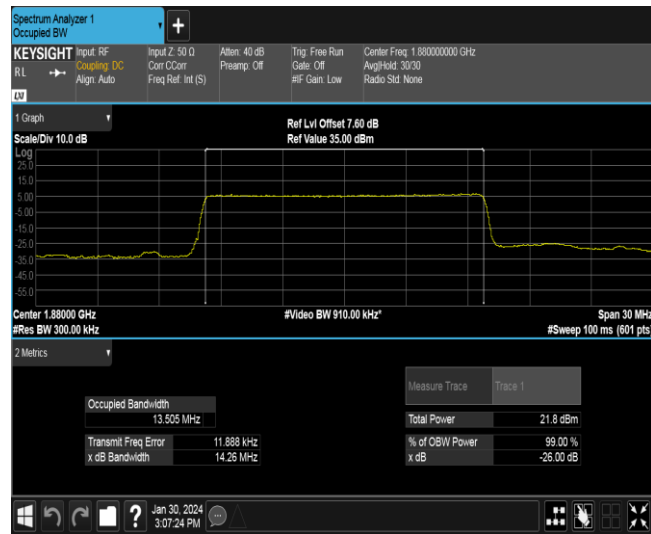 Spectrum Analyzer 1
Occupied BW
+
KEYSIGHT
RL
LXI
Input: RF
Coupling: DC
Align: Auto
Input Z: 50 Ω
Corr CCorr
Freq Ref: Int (S)
Atten: 40 dB
Preamp: Off
Trig: Free Run
Gate: Off
#IF Gain: Low
Center Freq: 1.880000000 GHz
Avg|Hold: 30/30
Radio Std: None
1 Graph
Scale/Div 10.0 dB
Ref Lvl Offset 7.60 dB
Ref Value 35.00 dBm
Log
25.0
15.0
5.00
-5.00
-15.0
-25.0
-35.0
-45.0
-55.0
Center 1.88000 GHz
#Res BW 300.00 kHz
#Video BW 910.00 kHz*
Span 30 MHz
#Sweep 100 ms (601 pts)
2 Metrics
Measure Trace Trace 1
Occupied Bandwidth
13.505 MHz
Total Power 21.8 dBm
Transmit Freq Error 11.888 kHz
% of OBW Power 99.00 %
x dB Bandwidth 14.26 MHz
x dB -26.00 dB
?
Jan 30, 2024
3:07:24 PM